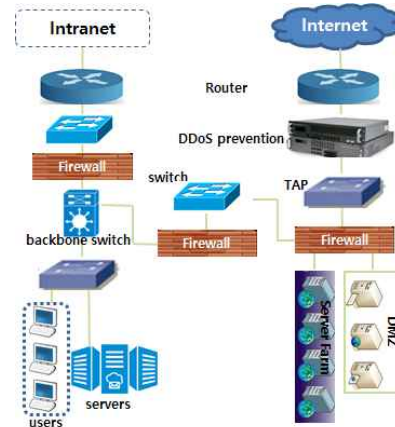 Intranet
Internet
Router
DDoS prevention
Firewall
switch
TAP
backbone switch
Firewall
Firewall
Server Farm
DMZ
users
servers